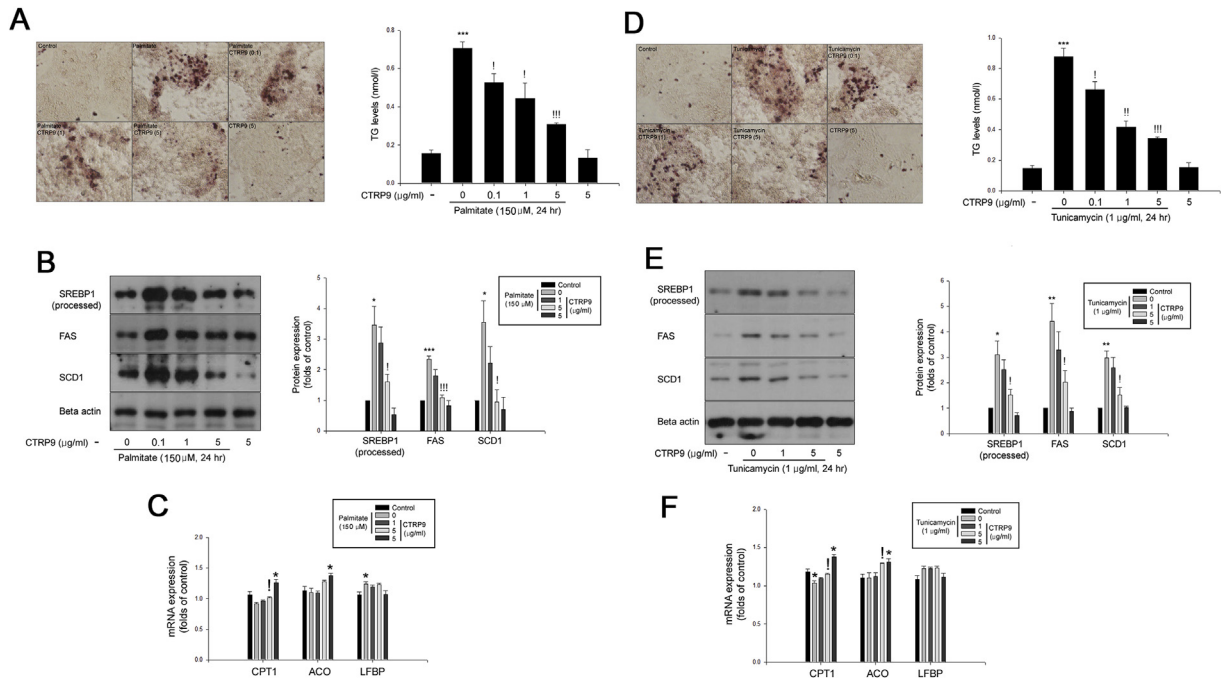 A
Control
Palmitate
Palmitate
CTRP9 (0.1)
Palmitate
CTRP9 (1)
Palmitate
CTRP9 (5)
CTRP9 (5)
TG levels (nmol/l)
0.8
0.6
0.4
0.2
0.0
***
!
!
!!!
CTRP9 (μg/ml) – 0 0.1 1 5 5
Palmitate (150 μM, 24 hr)
D
Control
Tunicamycin
Tunicamycin
CTRP9 (0.1)
Tunicamycin
CTRP9 (1)
Tunicamycin
CTRP9 (5)
CTRP9 (5)
TG levels (nmol/l)
1.0
0.8
0.6
0.4
0.2
0.0
***
!
!!
!!!
CTRP9 (μg/ml) – 0 0.1 1 5 5
Tunicamycin (1 μg/ml, 24 hr)
B
SREBP1
(processed)
FAS
SCD1
Beta actin
CTRP9 (μg/ml) – 0 0.1 1 5 5
Palmitate (150μM, 24 hr)
Protein expression
(folds of control)
5
4
3
2
1
0
Control
Palmitate
(150 μM)
0
1
5
5
CTRP9
(μg/ml)
* ! *** !!! * !
SREBP1
(processed)
FAS
SCD1
E
SREBP1
(processed)
FAS
SCD1
Beta actin
CTRP9 (μg/ml) – 0 1 5 5
Tunicamycin (1 μg/ml, 24 hr)
Protein expression
(folds of control)
10
8
6
4
2
0
Control
Tunicamycin
(1 μg/ml)
0
1
5
5
CTRP9
(μg/ml)
* ! ** ! ** !
SREBP1
(processed)
FAS
SCD1
C
mRNA expression
(folds of control)
2.0
1.5
1.0
0.5
0.0
Control
Palmitate
(150 μM)
0
1
5
5
CTRP9
(μg/ml)
! * * *
CPT1 ACO LFBP
F
mRNA expression
(folds of control)
2.0
1.5
1.0
0.5
0.0
Control
Tunicamycin
(1 μg/ml)
0
1
5
5
CTRP9
(μg/ml)
* ! * ! *
CPT1 ACO LFBP